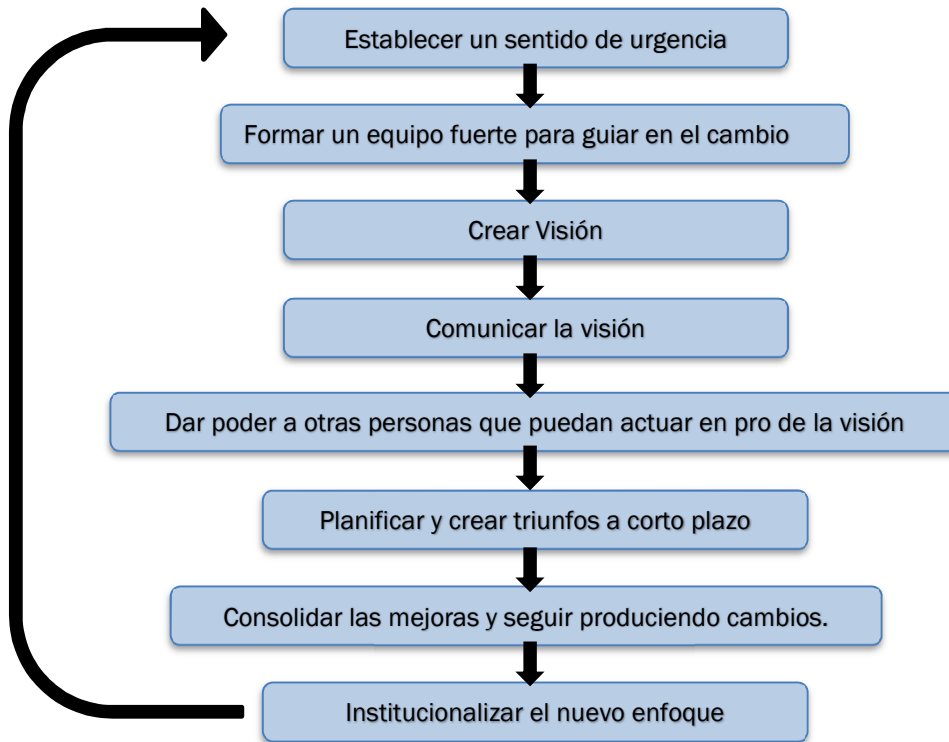 Establecer un sentido de urgencia
Formar un equipo fuerte para guiar en el cambio
Crear Visión
Comunicar la visión
Dar poder a otras personas que puedan actuar en pro de la visión
Planificar y crear triunfos a corto plazo
Consolidar las mejoras y seguir produciendo cambios.
Institucionalizar el nuevo enfoque